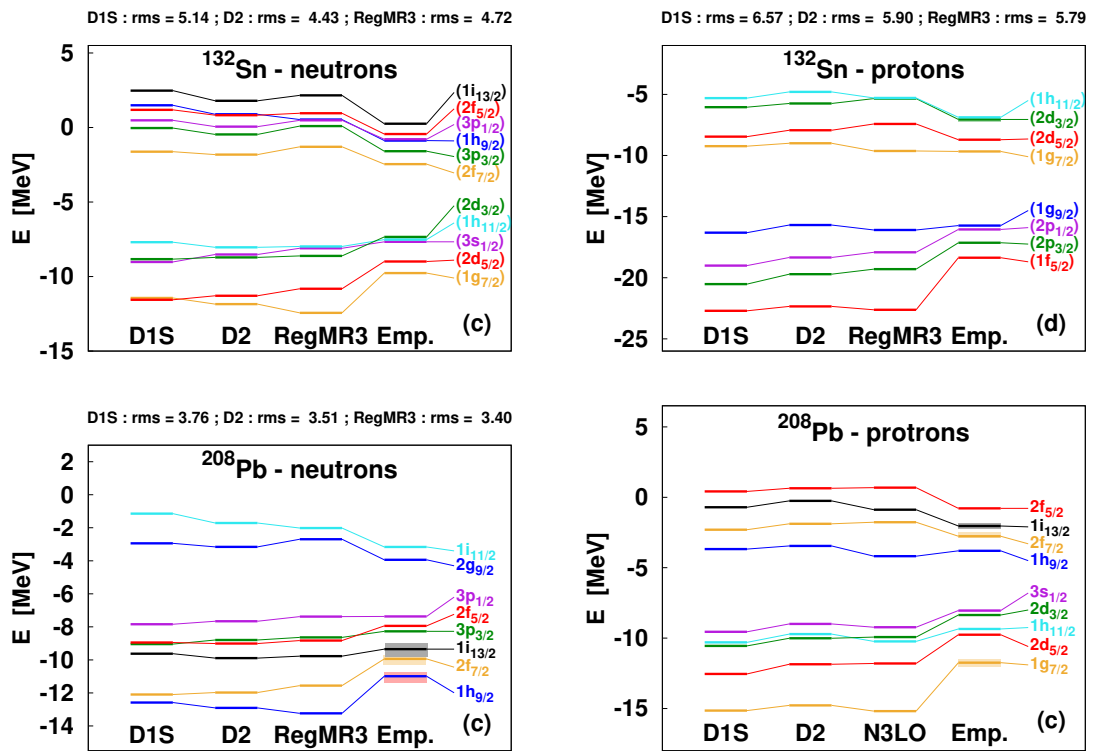 D1S : rms = 5.14 ; D2 : rms = 4.43 ; RegMR3 : rms = 4.72
5
0
-5
-10
-15
E [MeV]
132Sn - neutrons
(1i13/2)
(2f5/2)
(3p1/2)
(1h9/2)
(3p3/2)
(2f7/2)
(2d3/2)
(1h11/2)
(3s1/2)
(2d5/2)
(1g7/2)
(c)
D1S D2 RegMR3 Emp.
D1S : rms = 6.57 ; D2 : rms = 5.90 ; RegMR3 : rms = 5.79
-5
-10
-15
-20
-25
E [MeV]
132Sn - protons
(1h11/2)
(2d3/2)
(2d5/2)
(1g7/2)
(1g9/2)
(2p1/2)
(2p3/2)
(1f5/2)
(d)
D1S D2 RegMR3 Emp.
D1S : rms = 3.76 ; D2 : rms = 3.51 ; RegMR3 : rms = 3.40
2
0
-2
-4
-6
-8
-10
-12
-14
E [MeV]
208Pb - neutrons
1i11/2
2g9/2
3p1/2
2f5/2
3p3/2
1i13/2
2f7/2
1h9/2
(c)
D1S D2 RegMR3 Emp.
5
0
-5
-10
-15
E [MeV]
208Pb - protrons
2f5/2
1i13/2
2f7/2
1h9/2
3s1/2
2d3/2
1h11/2
2d5/2
1g7/2
(c)
D1S D2 N3LO Emp.